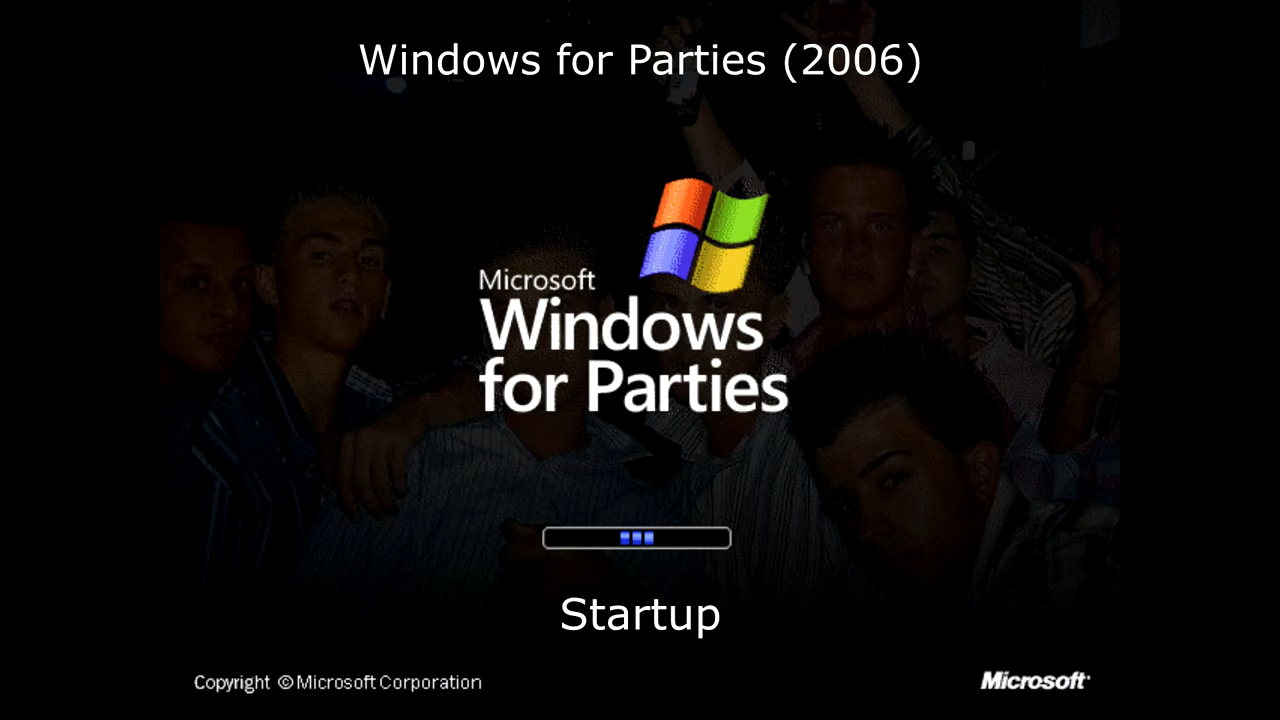 Windows for Parties (2006)
Microsoft
Windows
for Parties
Startup
Copyright © Microsoft Corporation
Microsoft